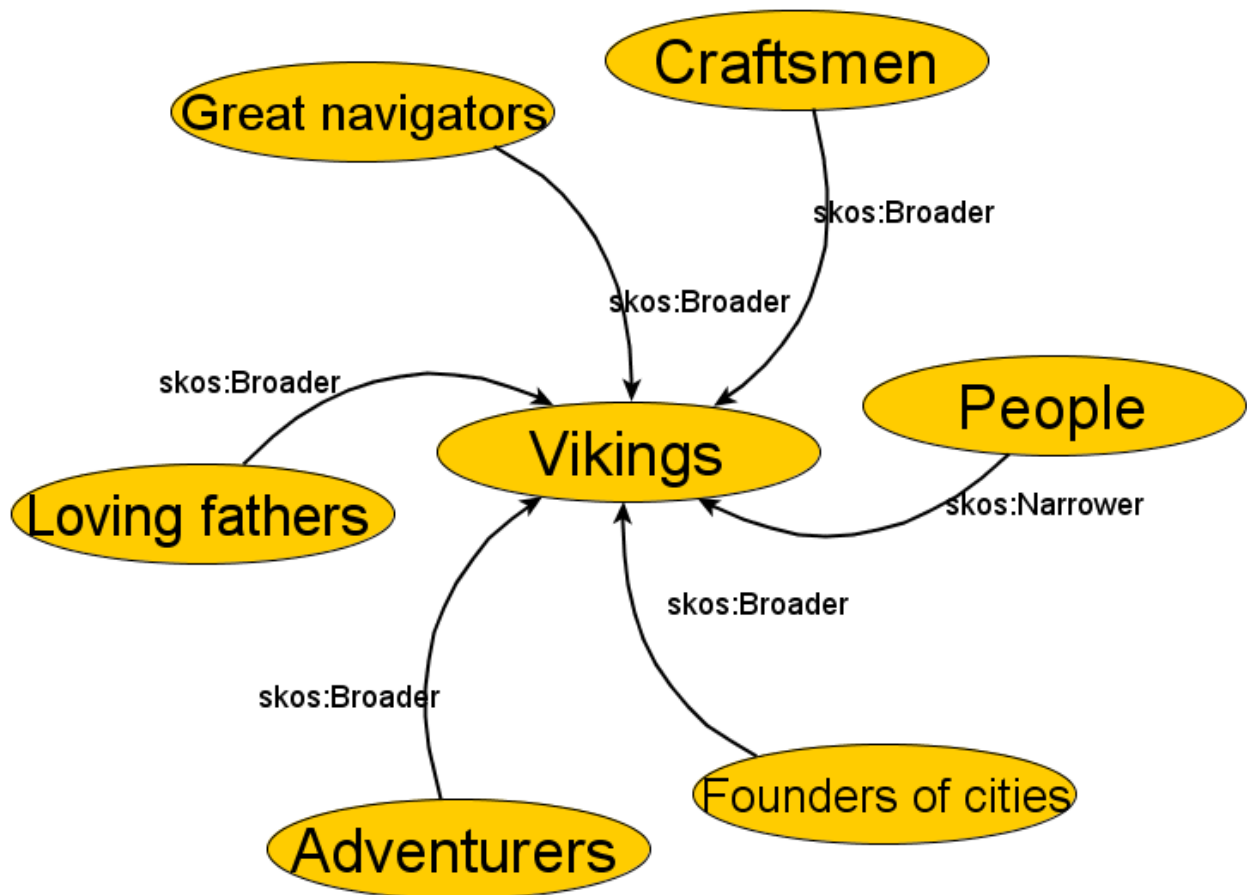 Craftsmen
Great navigators
skos:Broader
skos:Broader
skos:Broader
People
Vikings
Loving fathers
skos:Narrower
skos:Broader
skos:Broader
Founders of cities
Adventurers